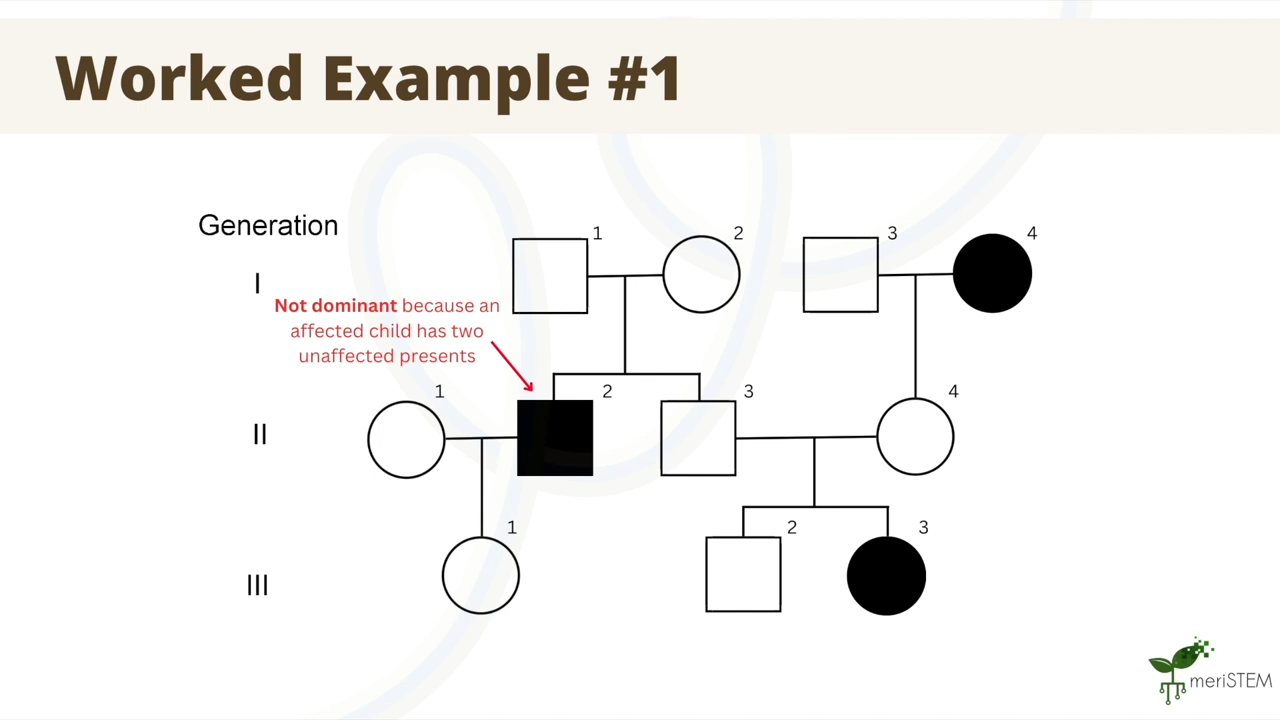 Worked Example #1
Generation
1
2
3
4
I
Not dominant because an
affected child has two
unaffected presents
1
2
3
4
II
1
2
3
III
meriSTEM